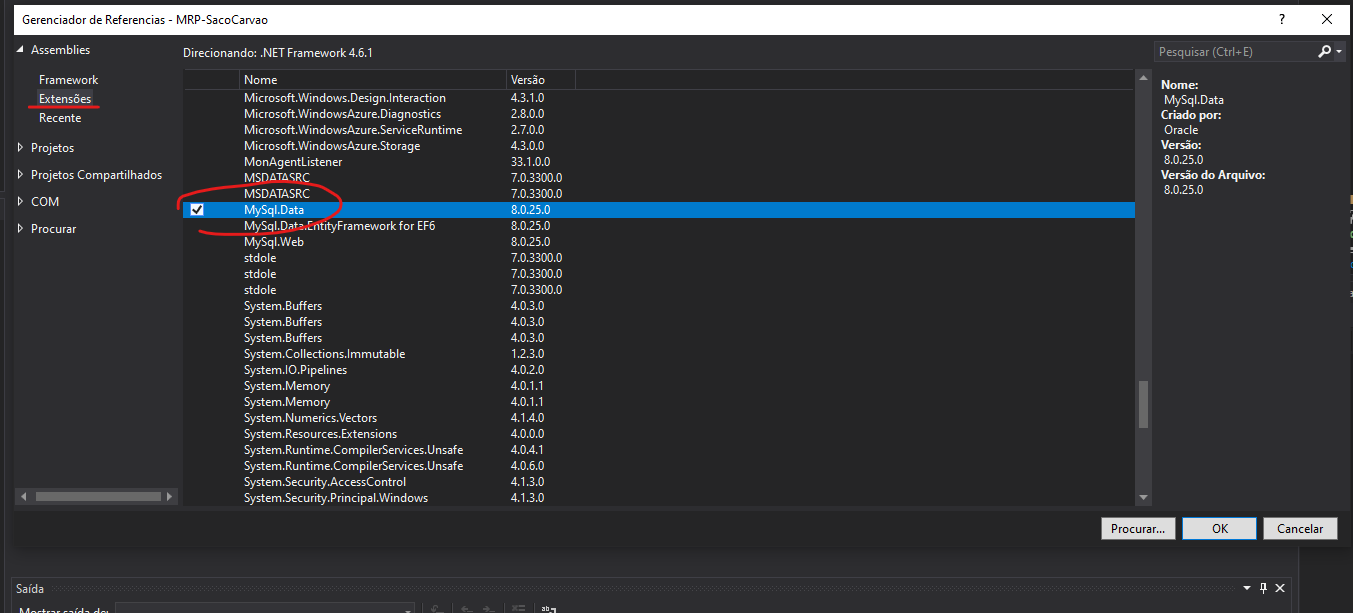 Gerenciador de Referencias - MRP-SacoCarvao
?
Assemblies
Framework
Extensões
Recente
Projetos
Projetos Compartilhados
COM
Procurar
Direcionando: .NET Framework 4.6.1
Nome Versão
Microsoft.Windows.Design.Interaction 4.3.1.0
Microsoft.WindowsAzure.Diagnostics 2.8.0.0
Microsoft.WindowsAzure.ServiceRuntime 2.7.0.0
Microsoft.WindowsAzure.Storage 4.3.0.0
MonAgentListener 33.1.0.0
MSDATASRC 7.0.3300.0
MSDATASRC 7.0.3300.0
MySql.Data 8.0.25.0
MySql.Data.EntityFramework for EF6 8.0.25.0
MySql.Web 8.0.25.0
stdole 7.0.3300.0
stdole 7.0.3300.0
stdole 7.0.3300.0
System.Buffers 4.0.3.0
System.Buffers 4.0.3.0
System.Buffers 4.0.3.0
System.Collections.Immutable 1.2.3.0
System.IO.Pipelines 4.0.2.0
System.Memory 4.0.1.1
System.Memory 4.0.1.1
System.Numerics.Vectors 4.1.4.0
System.Resources.Extensions 4.0.0.0
System.Runtime.CompilerServices.Unsafe 4.0.4.1
System.Runtime.CompilerServices.Unsafe 4.0.6.0
System.Security.AccessControl 4.1.3.0
System.Security.Principal.Windows 4.1.3.0
Pesquisar (Ctrl+E)
Nome:
MySql.Data
Criado por:
Oracle
Versão:
8.0.25.0
Versão do Arquivo:
8.0.25.0
Procurar... OK Cancelar
Saída
Mostrar saída de: